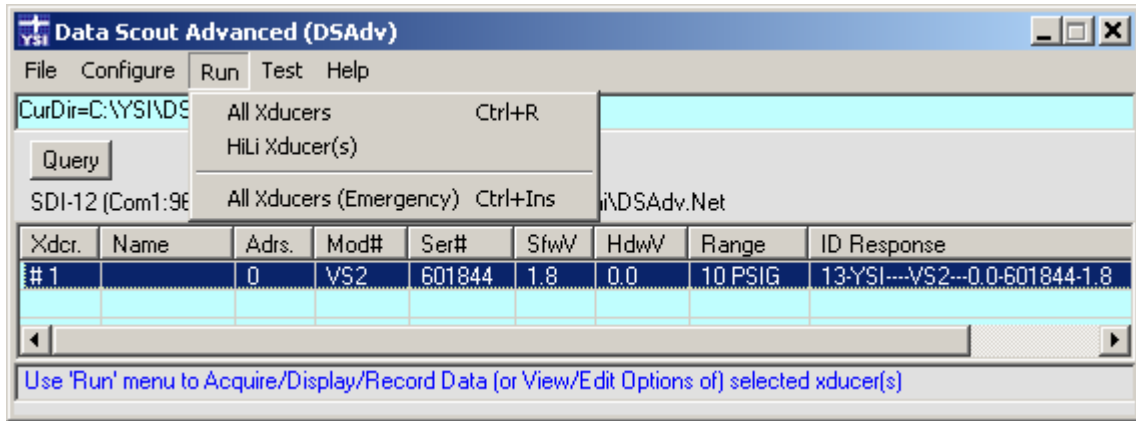 YSI Data Scout Advanced (DSAdv)
File Configure Run Test Help
CurDir=C:\YSI\DS
All Xducers Ctrl+R
HiLi Xducer(s)
Query
All Xducers (Emergency) Ctrl+Ins
SDI-12 (Com1:96 i\DSAdv.Net
Xdcr. Name Adrs. Mod# Ser# SfwV HdwV Range ID Response
# 1 0 VS2 601844 1.8 0.0 10 PSIG 13-YSI----VS2---0.0-601844-1.8
Use 'Run' menu to Acquire/Display/Record Data (or View/Edit Options of) selected xducer(s)